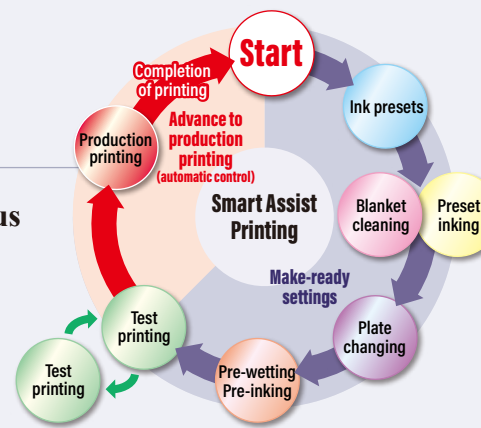 Start
Completion
of printing
Ink presets
Advance to
production
printing
(automatic control)
Production
printing
us
Smart Assist
Printing
Blanket
cleaning
Preset
inking
Make-ready
settings
Plate
changing
Test
printing
Pre-wetting
Pre-inking
Test
printing